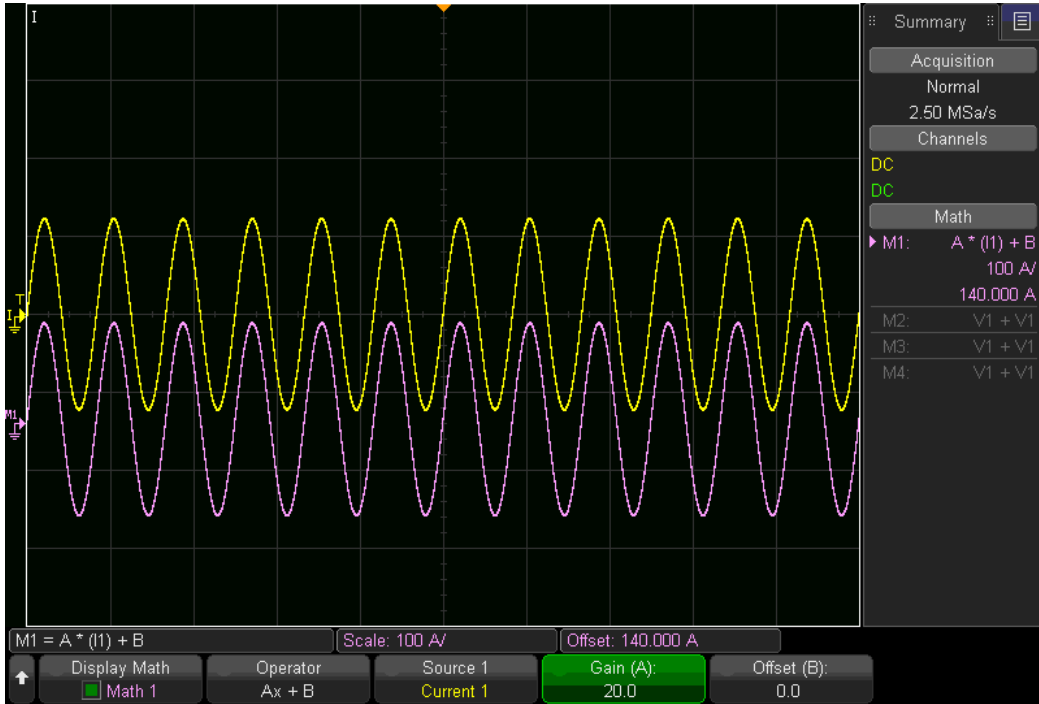 I
Summary
Acquisition
Normal
2.50 MSa/s
Channels
DC
DC
Math
M1: A * (I1) + B
100 A/
140.000 A
M2: V1 + V1
M3: V1 + V1
M4: V1 + V1
T
I
M1
M1 = A * (I1) + B
Scale: 100 A/
Offset: 140.000 A
Display Math
Math 1
Operator
Ax + B
Source 1
Current 1
Gain (A):
20.0
Offset (B):
0.0